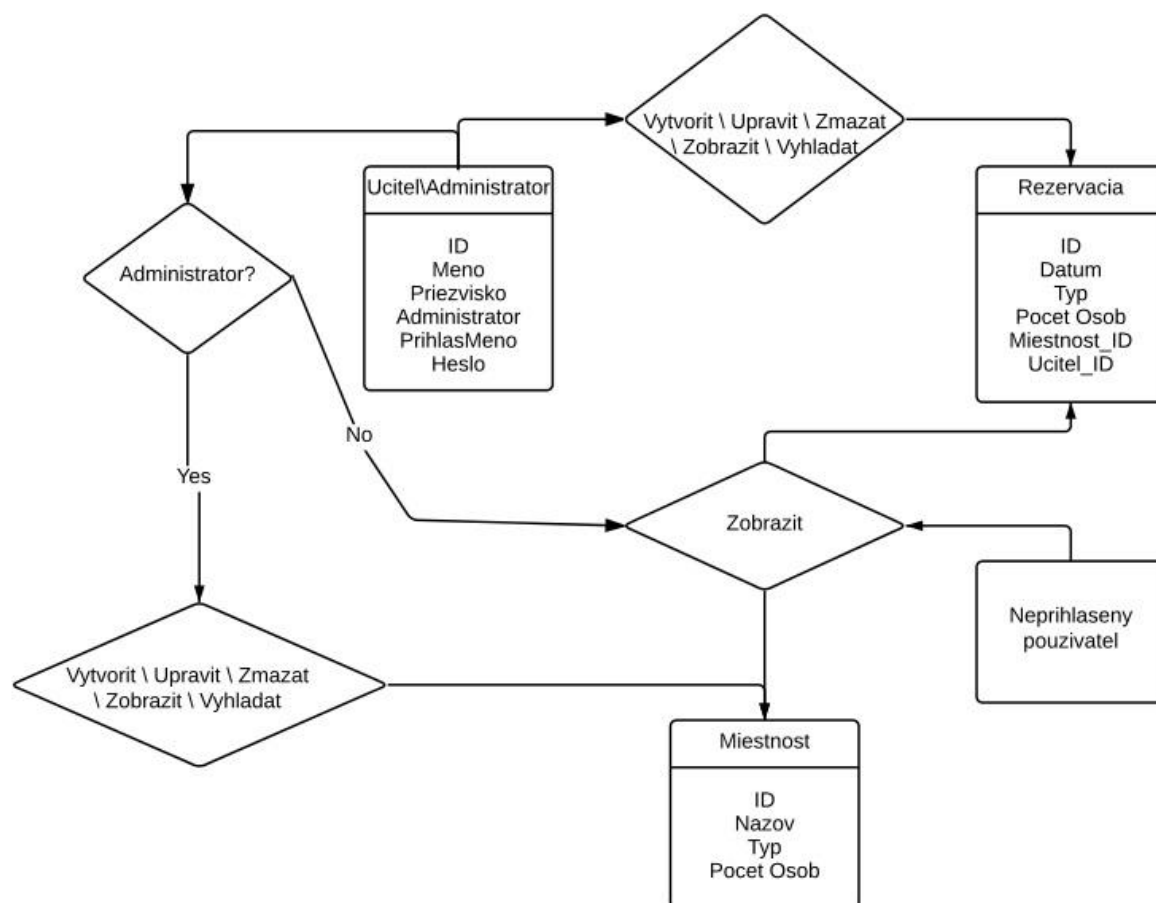 Vytvorit \ Upravit \ Zmazat
\ Zobrazit \ Vyhladat
Ucitel\Administrator
ID
Meno
Priezvisko
Administrator
PrihlasMeno
Heslo
Rezervacia
ID
Datum
Typ
Pocet Osob
Miestnost_ID
Ucitel_ID
Administrator?
No
Yes
Zobrazit
Neprihlaseny
pouzivatel
Vytvorit \ Upravit \ Zmazat
\ Zobrazit \ Vyhladat
Miestnost
ID
Nazov
Typ
Pocet Osob